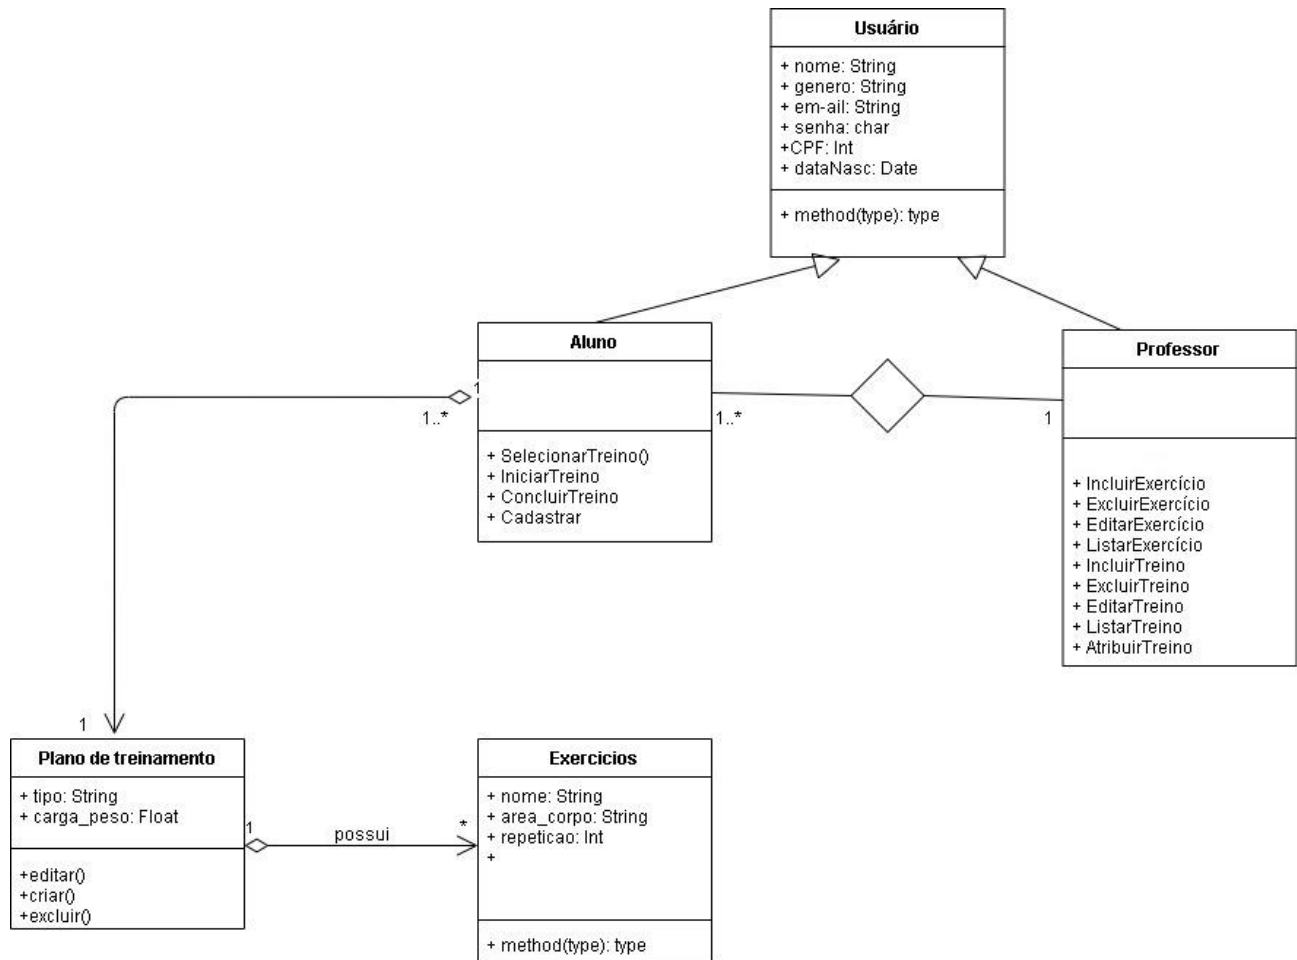 Usuário
+ nome: String
+ genero: String
+ em-ail: String
+ senha: char
+CPF: Int
+ dataNasc: Date
+ method(type): type
Aluno
1
1..*
+ SelecionarTreino()
+ IniciarTreino
+ ConcluirTreino
+ Cadastrar
1..*
1
Professor
+ IncluirExercício
+ ExcluirExercício
+ EditarExercício
+ ListarExercício
+ IncluirTreino
+ ExcluirTreino
+ EditarTreino
+ ListarTreino
+ AtribuirTreino
1
Plano de treinamento
+ tipo: String
+ carga_peso: Float
+editar()
+criar()
+excluir()
1
possui
*
Exercicios
+ nome: String
+ area_corpo: String
+ repeticao: Int
+
+ method(type): type